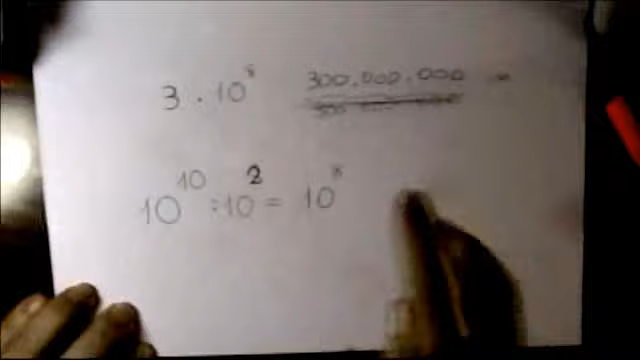 3 . 10⁸ 300.000.000
10¹⁰ : 10² = 10⁸